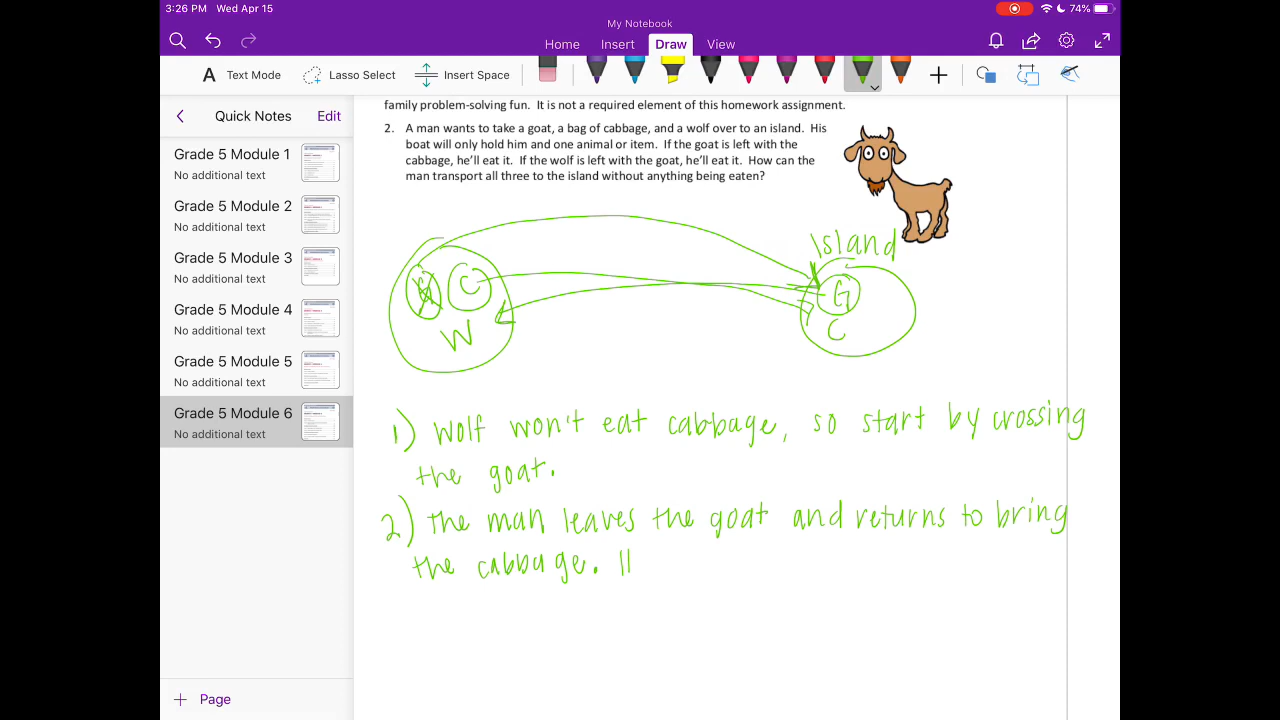 3:26 PM Wed Apr 15
74%
My Notebook
Home Insert Draw View
A Text Mode Lasso Select Insert Space
Quick Notes Edit
Grade 5 Module 1
No additional text
Grade 5 Module 2
No additional text
Grade 5 Module 3
No additional text
Grade 5 Module 4
No additional text
Grade 5 Module 5
No additional text
Grade 5 Module 6
No additional text
+ Page
family problem-solving fun. It is not a required element of this homework assignment.
2. A man wants to take a goat, a bag of cabbage, and a wolf over to an island. His
boat will only hold him and one animal or item. If the goat is left with the
cabbage, he'll eat it. If the wolf is left with the goat, he'll eat it. How can the
man transport all three to the island without anything being eaten?
Island
C
G
W
C
1) wolf won't eat cabbage, so start by crossing
the goat.
2) the man leaves the goat and returns to bring
the cabbage.